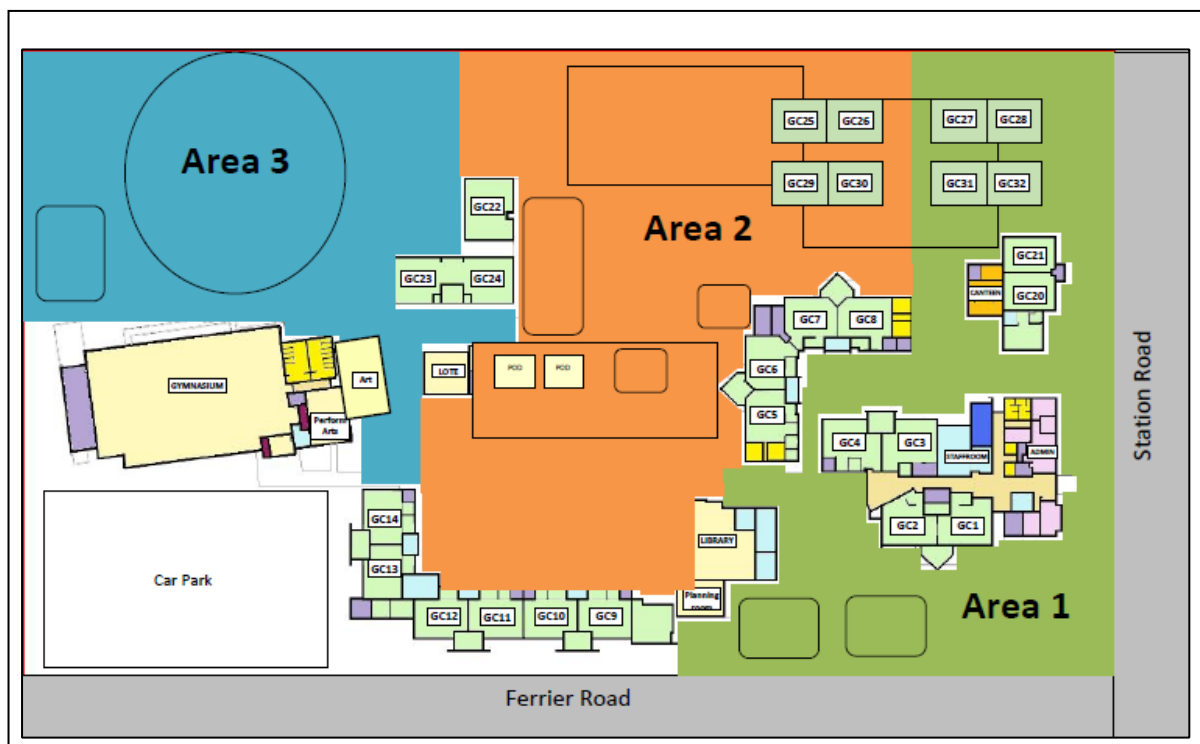 GC25
GC26
GC27
GC28
Area 3
GC29
GC30
GC31
GC32
GC22
Area 2
GC21
GC23
GC24
CANTEEN
GC20
GC7
GC8
LOTE
POD
POD
GC6
GYMNASIUM
Art
GC5
Perform
Arts
GC4
GC3
STAFFROOM
ADMIN
Station Road
GC14
GC2
GC1
LIBRARY
GC13
Car Park
Planning
room
Area 1
GC12
GC11
GC10
GC9
Ferrier Road